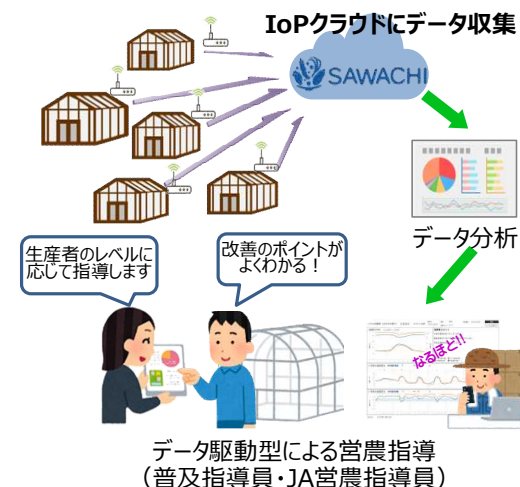 IoPクラウドにデータ収集
SAWACHI
データ分析
生産者のレベルに
応じて指導します
改善のポイントが
よくわかる！
なるほど!!
データ駆動型による営農指導
（普及指導員・JA営農指導員）